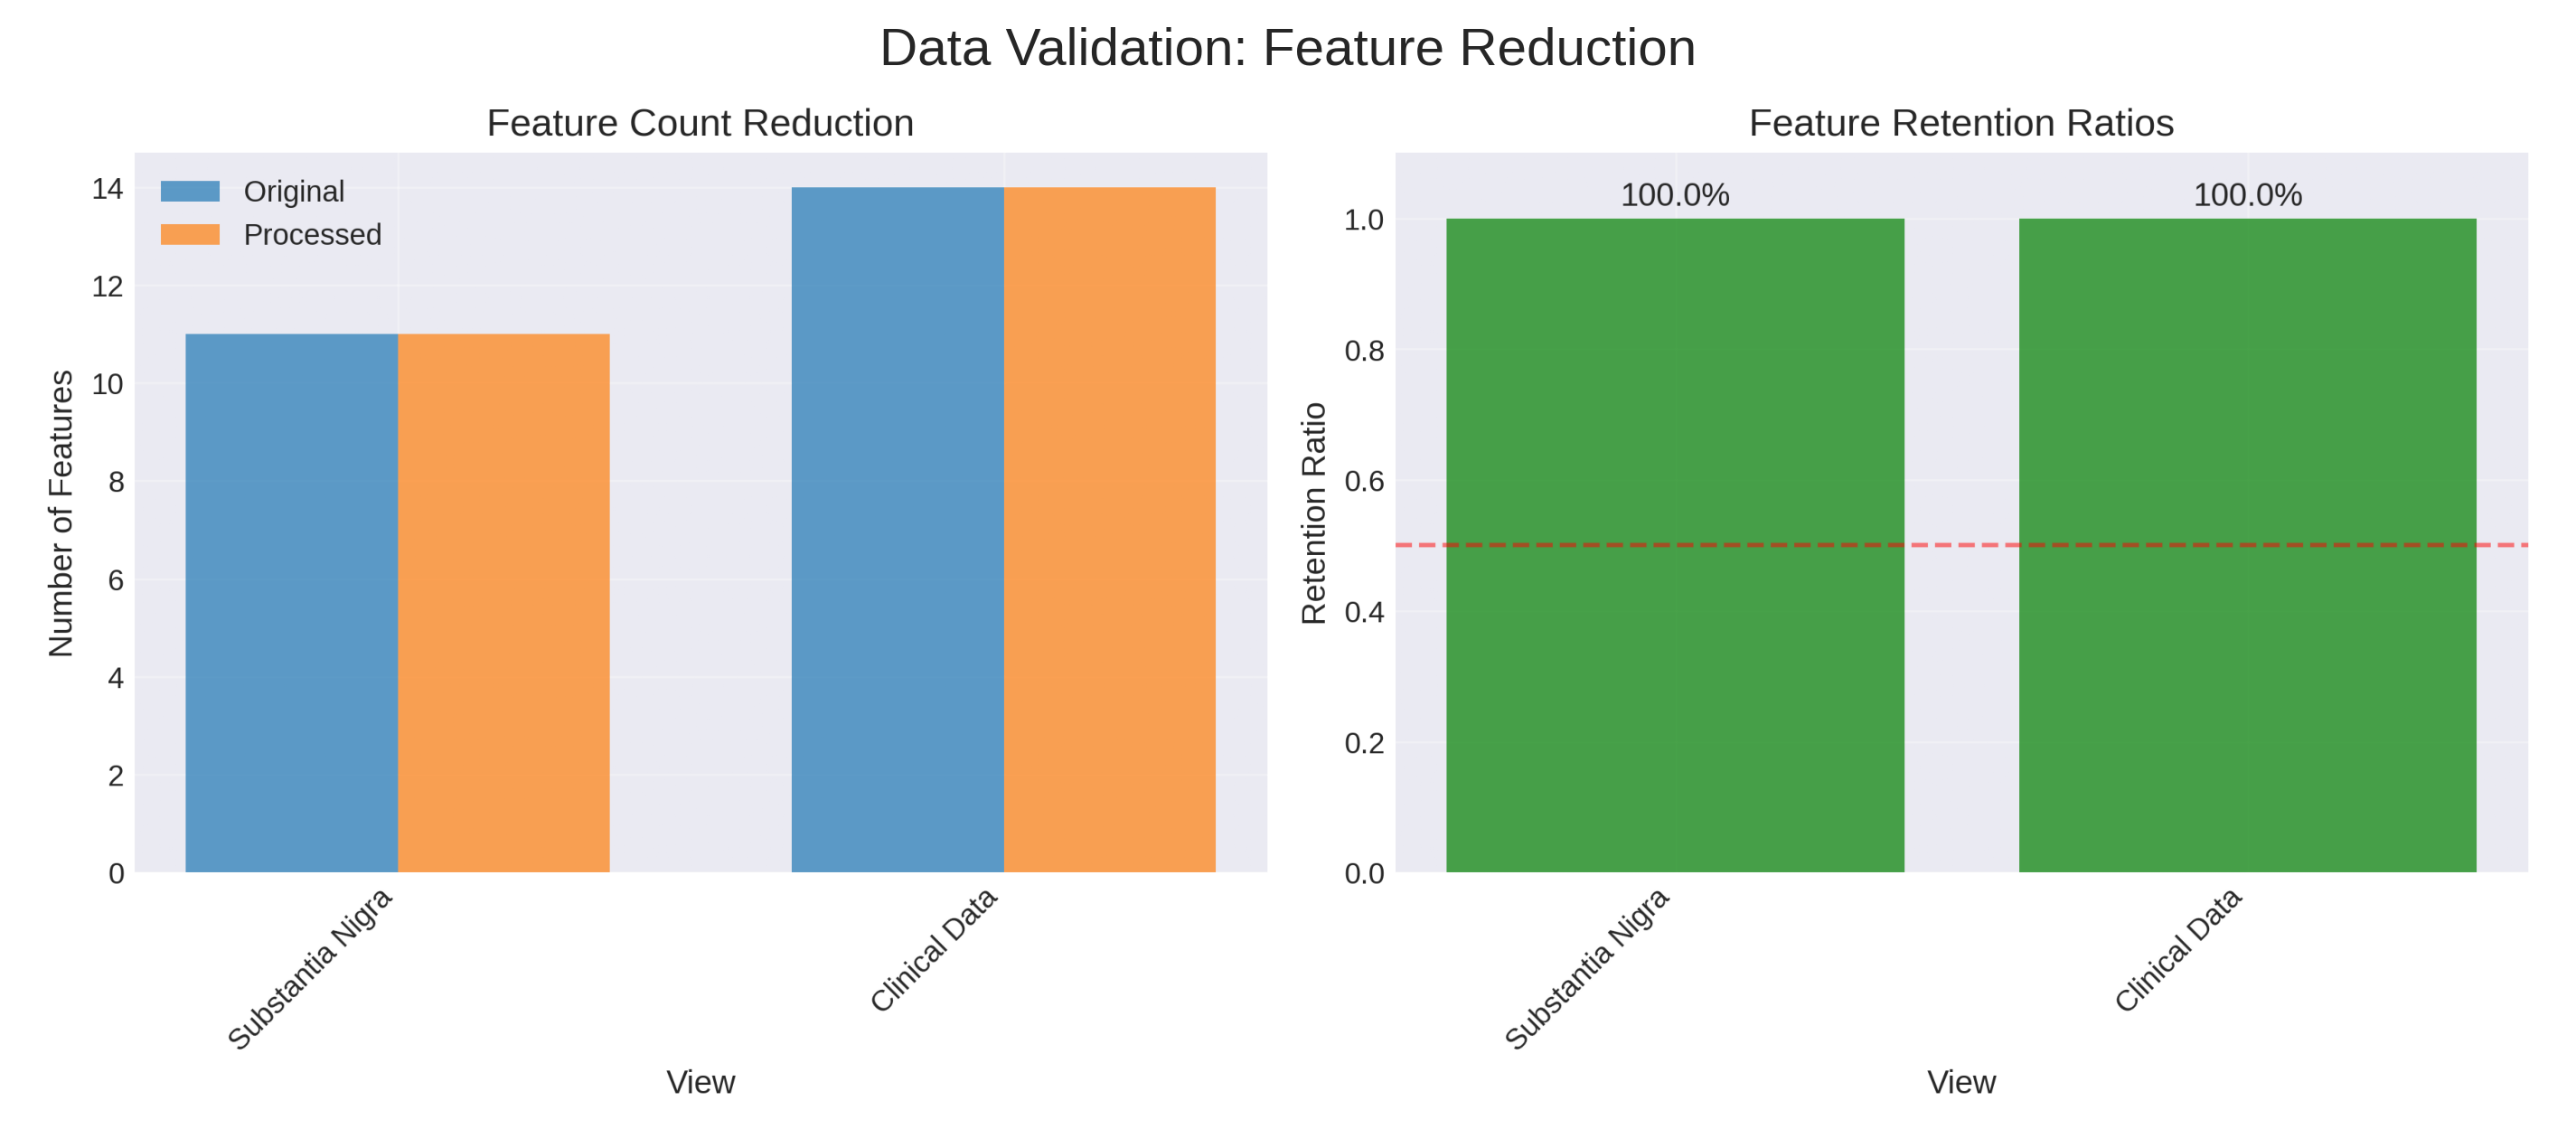 Data Validation: Feature Reduction
Feature Count Reduction
Original
Processed
Number of Features
14
12
10
8
6
4
2
0
Substantia Nigra
Clinical Data
View
Feature Retention Ratios
100.0%
100.0%
Retention Ratio
1.0
0.8
0.6
0.4
0.2
0.0
Substantia Nigra
Clinical Data
View